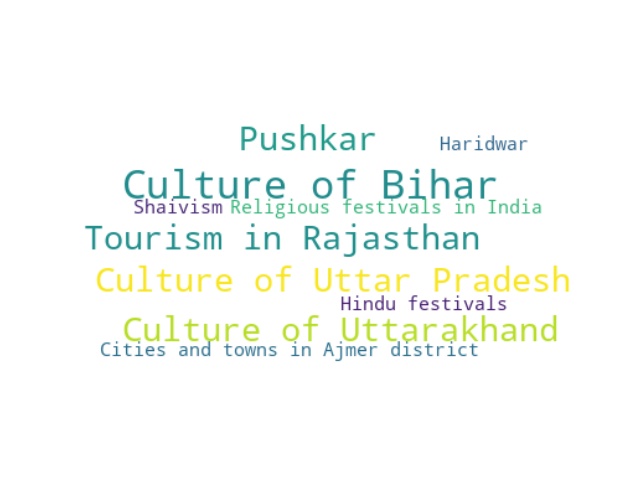 Pushkar
Haridwar
Culture of Bihar
Shaivism
Religious festivals in India
Tourism in Rajasthan
Culture of Uttar Pradesh
Hindu festivals
Culture of Uttarakhand
Cities and towns in Ajmer district